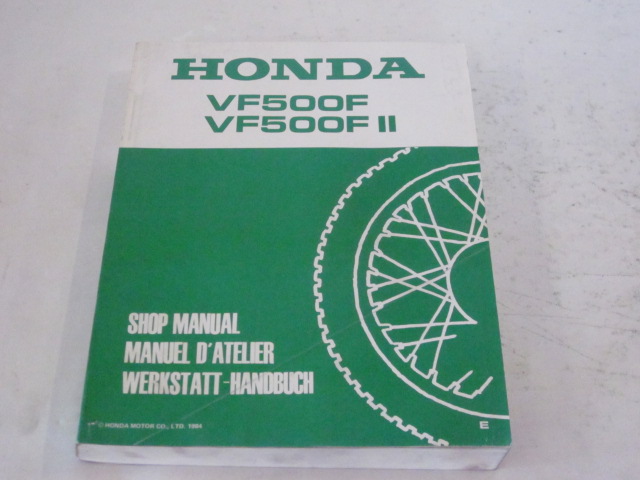 HONDA
VF500F
VF500F II
SHOP MANUAL
MANUEL D'ATELIER
WERKSTATT-HANDBUCH
© HONDA MOTOR CO., LTD. 1984
E